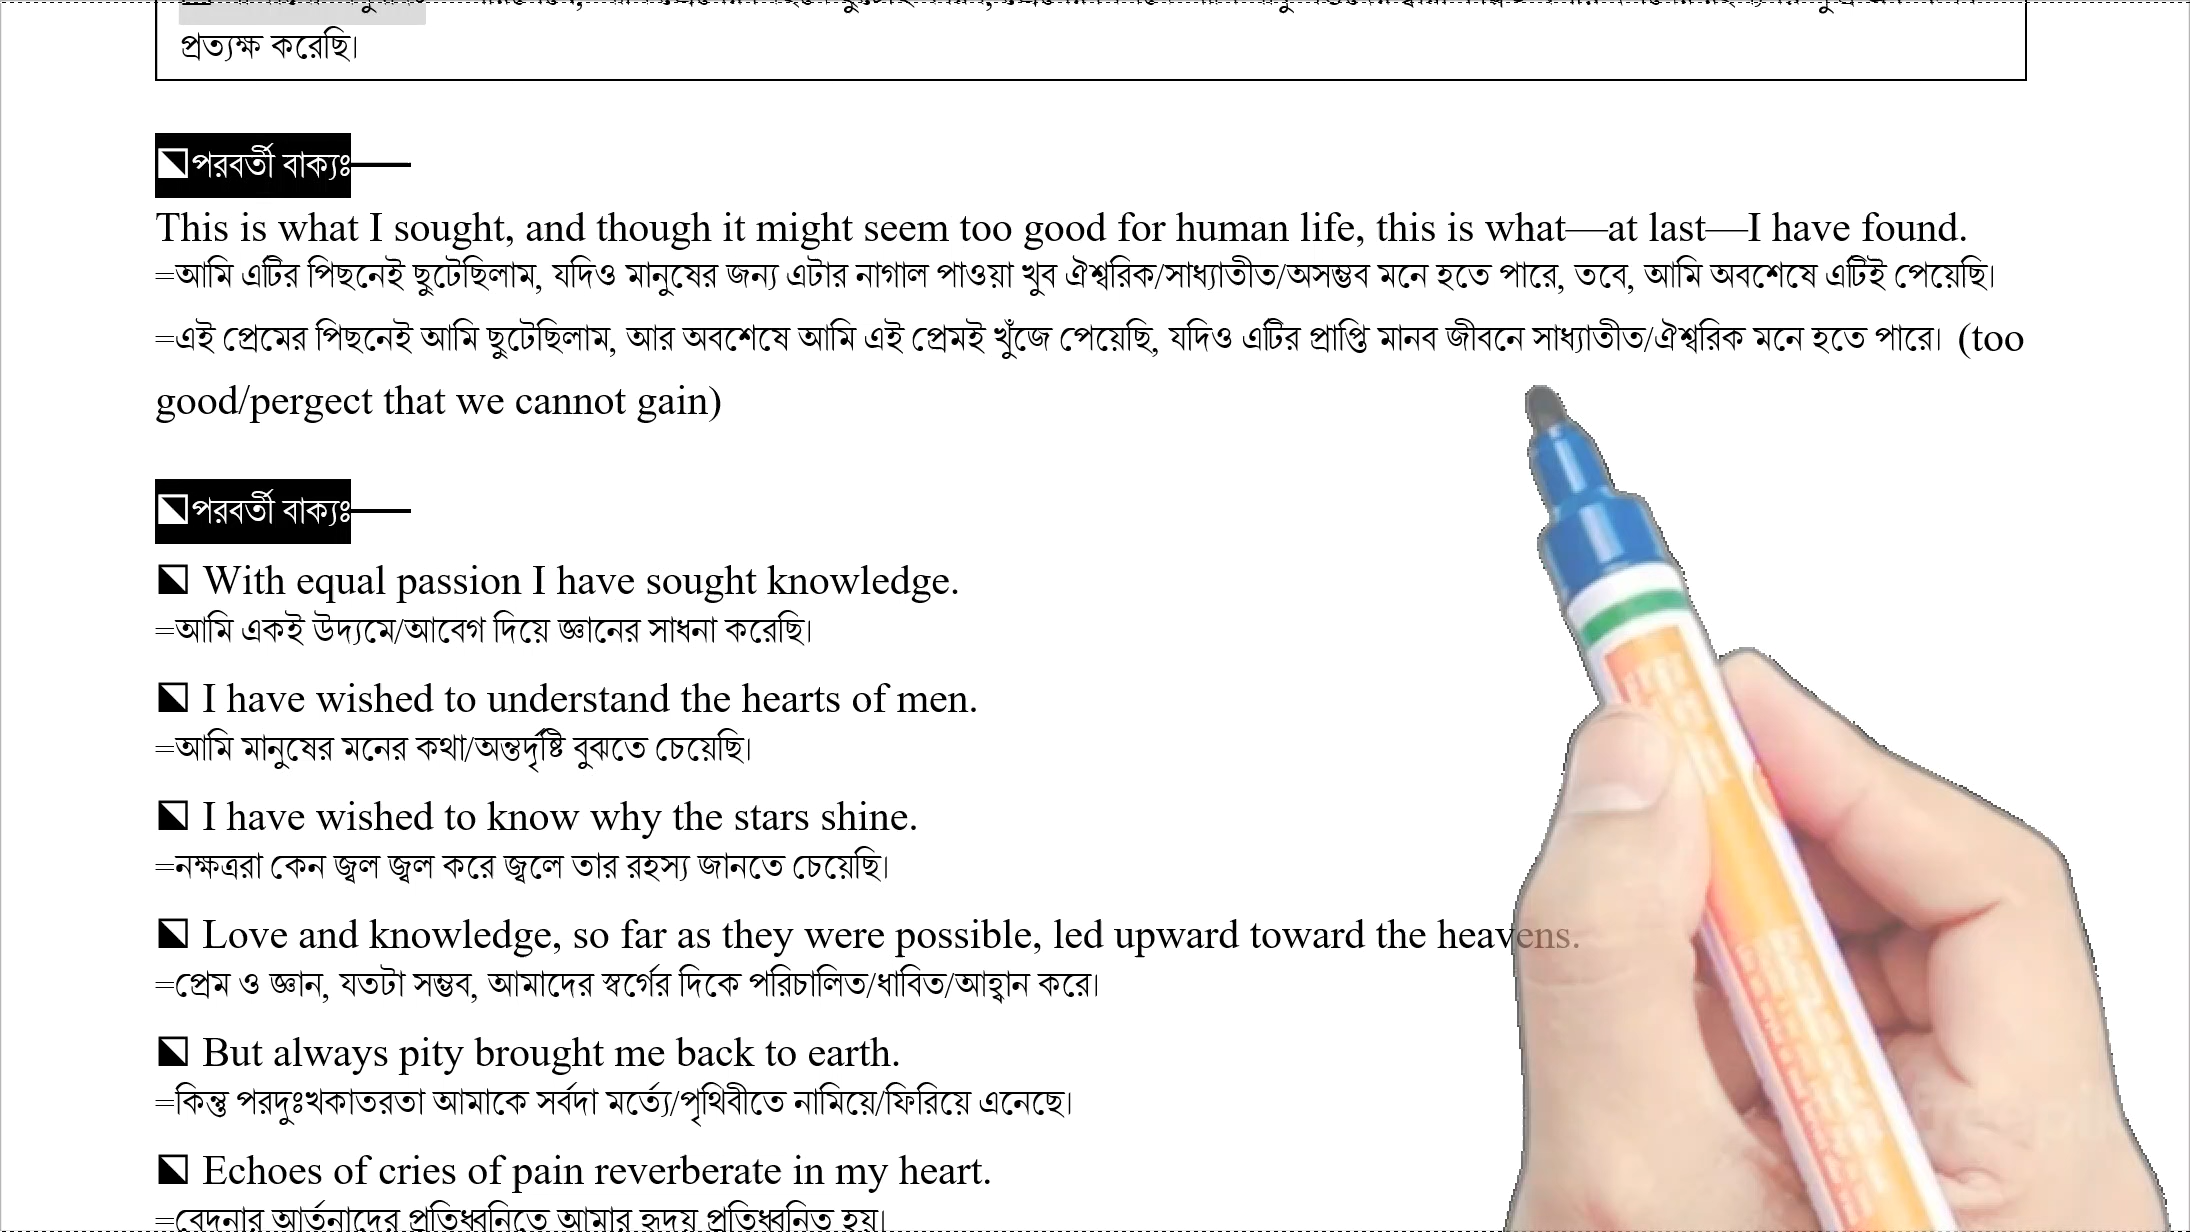 প্রত্যক্ষ করেছি।
পরবর্তী বাক্যঃ
This is what I sought, and though it might seem too good for human life, this is what—at last—I have found.
=আমি এটির পিছনেই ছুটেছিলাম, যদিও মানুষের জন্য এটার নাগাল পাওয়া খুব ঐশ্বরিক/সাধ্যাতীত/অসম্ভব মনে হতে পারে, তবে, আমি অবশেষে এটিই পেয়েছি।
=এই প্রেমের পিছনেই আমি ছুটেছিলাম, আর অবশেষে আমি এই প্রেমই খুঁজে পেয়েছি, যদিও এটির প্রাপ্তি মানব জীবনে সাধ্যাতীত/ঐশ্বরিক মনে হতে পারে। (too
good/pergect that we cannot gain)
পরবর্তী বাক্যঃ
With equal passion I have sought knowledge.
=আমি একই উদ্যমে/আবেগ দিয়ে জ্ঞানের সাধনা করেছি।
I have wished to understand the hearts of men.
=আমি মানুষের মনের কথা/অন্তর্দৃষ্টি বুঝতে চেয়েছি।
I have wished to know why the stars shine.
=নক্ষত্ররা কেন জ্বল জ্বল করে জ্বলে তার রহস্য জানতে চেয়েছি।
Love and knowledge, so far as they were possible, led upward toward the heavens.
=প্রেম ও জ্ঞান, যতটা সম্ভব, আমাদের স্বর্গের দিকে পরিচালিত/ধাবিত/আহ্বান করে।
But always pity brought me back to earth.
=কিন্তু পরদুঃখকাতরতা আমাকে সর্বদা মর্ত্যে/পৃথিবীতে নামিয়ে/ফিরিয়ে এনেছে।
Echoes of cries of pain reverberate in my heart.
=বেদনার আর্তনাদের প্রতিধ্বনিতে আমার হৃদয় প্রতিধ্বনিত হয়।